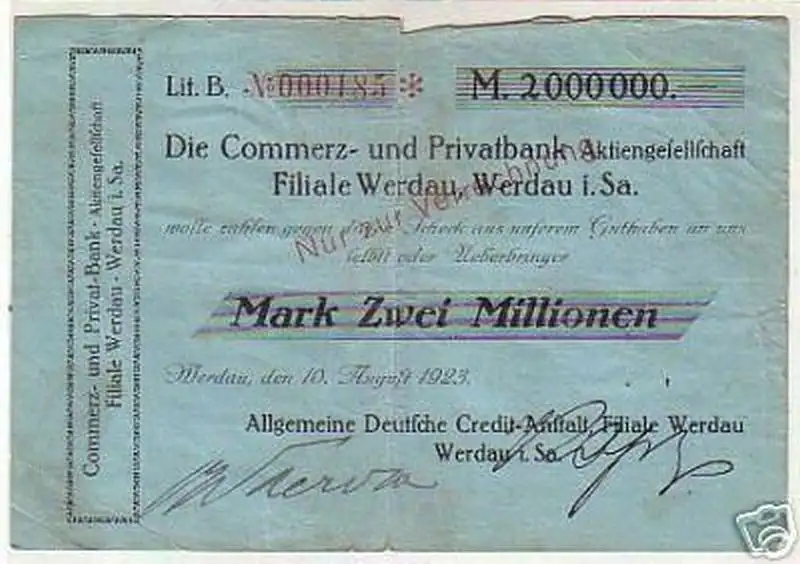 Commerz- und Privat-Bank - Aktiengesellschaft
Filiale Werdau - Werdau i. Sa.
Lit. B. No 000185 * M. 2000000.-
Die Commerz- und Privatbank Aktiengesellschaft
Filiale Werdau, Werdau i. Sa.
Nur zur Verrechnung
wolle zahlen gegen diesen Scheck aus unserem Guthaben an uns
selbst oder Ueberbringer
Mark Zwei Millionen
Werdau, den 10. August 1923.
Allgemeine Deutsche Credit-Anstalt, Filiale Werdau
Werdau i. Sa.